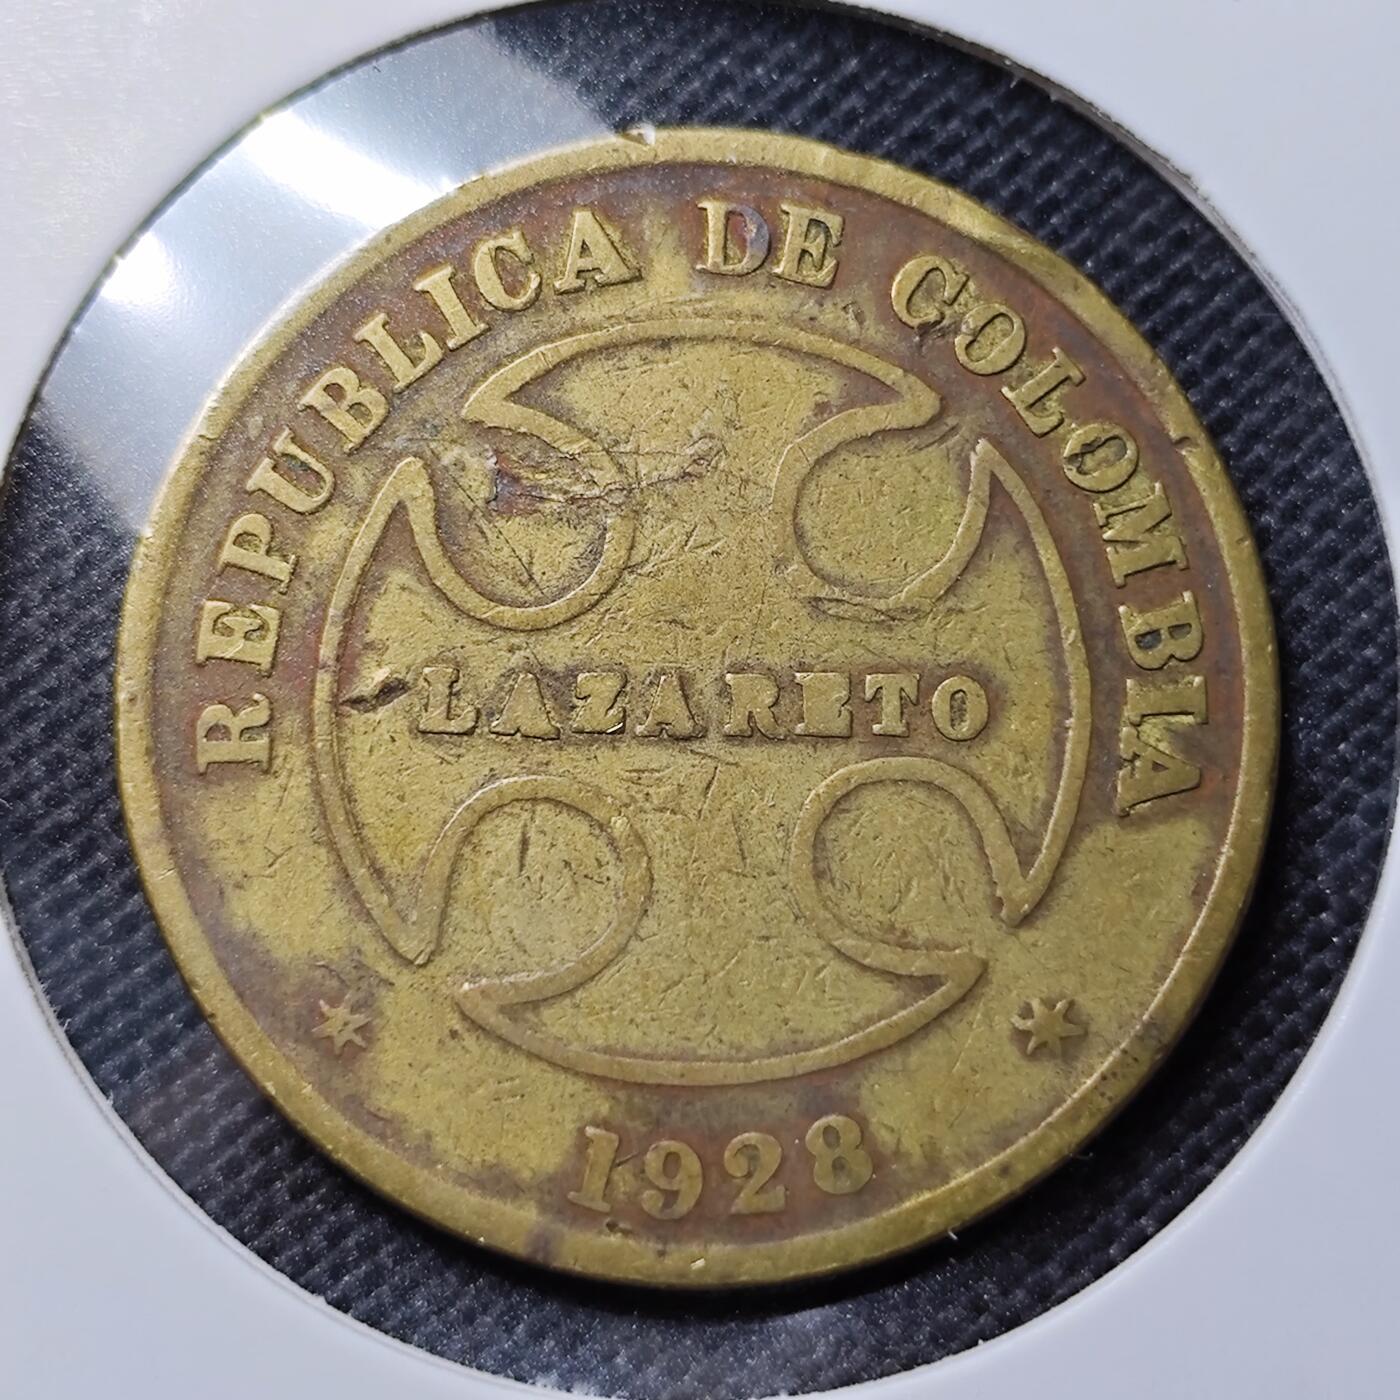 REPUBLICA DE COLOMBIA
LAZARETO
1928